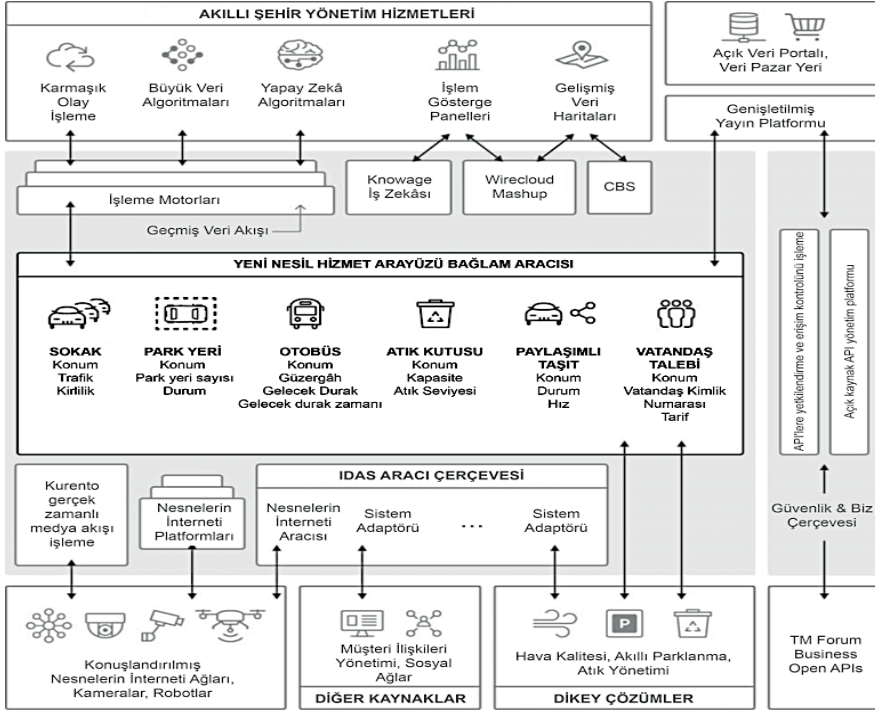 AKILLI ŞEHİR YÖNETİM HİZMETLERİ
Karmaşık
Olay
İşleme
Büyük Veri
Algoritmaları
Yapay Zekâ
Algoritmaları
İşlem
Gösterge
Panelleri
Gelişmiş
Veri
Haritaları
Açık Veri Portalı,
Veri Pazar Yeri
Genişletilmiş
Yayın Platformu
İşleme Motorları
Geçmiş Veri Akışı
Knowage
İş Zekâsı
Wirecloud
Mashup
CBS
YENİ NESİL HİZMET ARAYÜZÜ BAĞLAM ARACISI
SOKAK
Konum
Trafik
Kirlilik
PARK YERİ
Konum
Park yeri sayısı
Durum
OTOBÜS
Konum
Güzergâh
Gelecek Durak
Gelecek durak zamanı
ATIK KUTUSU
Konum
Kapasite
Atık Seviyesi
PAYLAŞIMLI
TAŞIT
Konum
Durum
Hız
VATANDAŞ
TALEBİ
Konum
Vatandaş Kimlik
Numarası
Tarif
API'lere yetkilendirme ve erişim kontrolünü işleme
Açık kaynak API yönetim platformu
Kurento
gerçek
zamanlı
medya akışı
işleme
Nesnelerin
İnterneti
Platformları
IDAS ARACI ÇERÇEVESİ
Nesnelerin
İnterneti
Aracısı
Sistem
Adaptörü
...
Sistem
Adaptörü
Güvenlik & Biz
Çerçevesi
Konuşlandırılmış
Nesnelerin İnterneti Ağları,
Kameralar, Robotlar
Müşteri İlişkileri
Yönetimi, Sosyal
Ağlar
DİĞER KAYNAKLAR
P
Hava Kalitesi, Akıllı Parklanma,
Atık Yönetimi
DİKEY ÇÖZÜMLER
TM Forum
Business
Open APIs